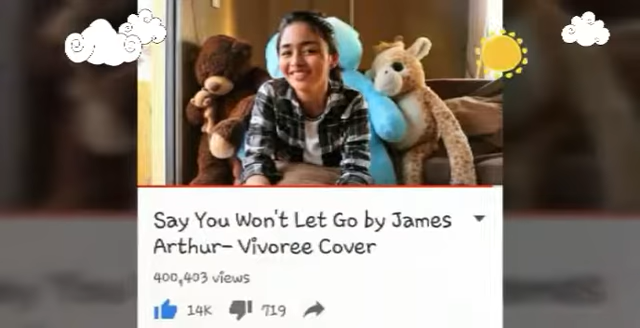 Say You Won't Let Go by James
Arthur- Vivoree Cover
400,403 views
14K 719